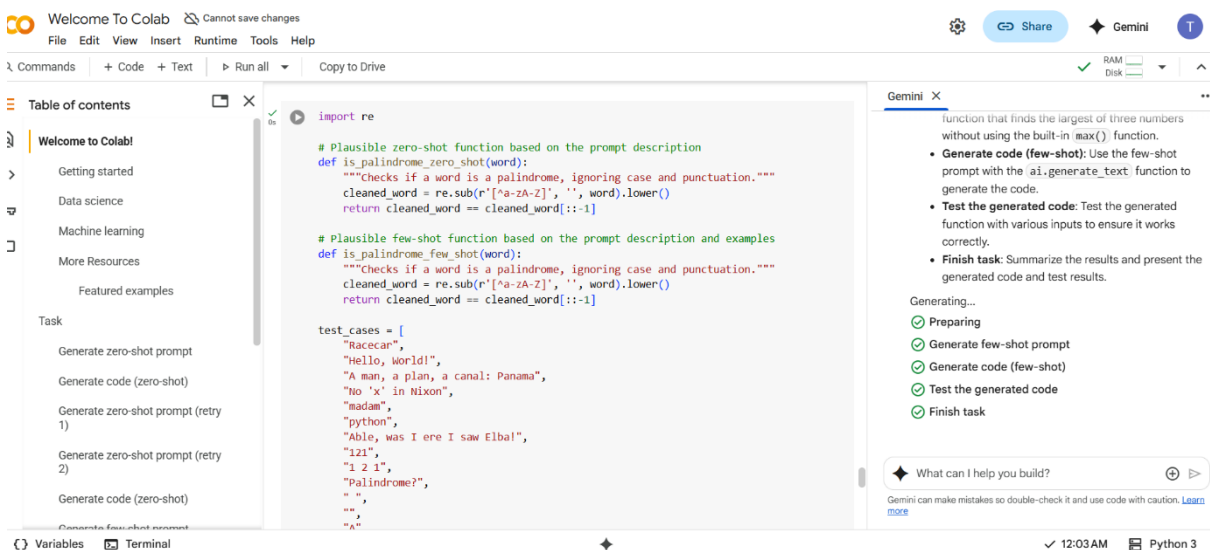 Welcome To Colab Cannot save changes
File Edit View Insert Runtime Tools Help
Share
Gemini
T
Commands + Code + Text Run all Copy to Drive
RAM
Disk
Table of contents
Welcome to Colab!
Getting started
Data science
Machine learning
More Resources
Featured examples
Task
Generate zero-shot prompt
Generate code (zero-shot)
Generate zero-shot prompt (retry
1)
Generate zero-shot prompt (retry
2)
Generate code (zero-shot)
Generate few-shot prompt
0s
import re
# Plausible zero-shot function based on the prompt description
def is_palindrome_zero_shot(word):
"""Checks if a word is a palindrome, ignoring case and punctuation."""
cleaned_word = re.sub(r'[^a-zA-Z]', '', word).lower()
return cleaned_word == cleaned_word[::-1]
# Plausible few-shot function based on the prompt description and examples
def is_palindrome_few_shot(word):
"""Checks if a word is a palindrome, ignoring case and punctuation."""
cleaned_word = re.sub(r'[^a-zA-Z]', '', word).lower()
return cleaned_word == cleaned_word[::-1]
test_cases = [
"Racecar",
"Hello, World!",
"A man, a plan, a canal: Panama",
"No 'x' in Nixon",
"madam",
"python",
"Able, was I ere I saw Elba!",
"121",
"1 2 1",
"Palindrome?",
" ",
"",
"A"
Gemini
function that finds the largest of three numbers
without using the built-in max() function.
• Generate code (few-shot): Use the few-shot
prompt with the ai.generate_text function to
generate the code.
• Test the generated code: Test the generated
function with various inputs to ensure it works
correctly.
• Finish task: Summarize the results and present the
generated code and test results.
Generating...
Preparing
Generate few-shot prompt
Generate code (few-shot)
Test the generated code
Finish task
What can I help you build?
Gemini can make mistakes so double-check it and use code with caution. Learn
more
Variables Terminal
12:03 AM Python 3